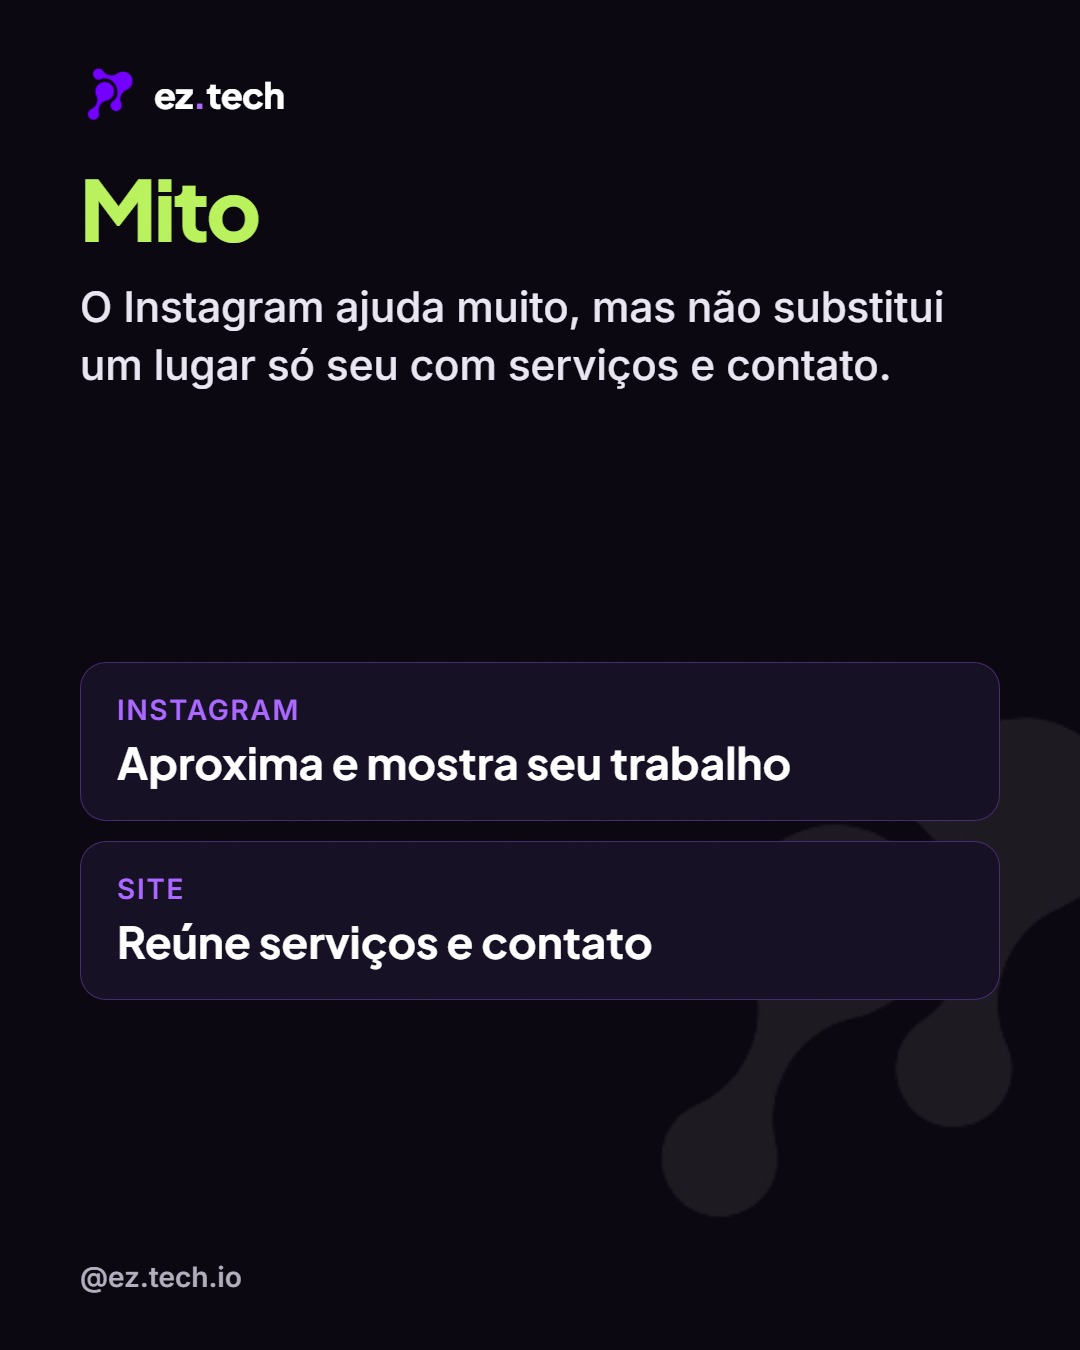 ez.tech
Mito
O Instagram ajuda muito, mas não substitui
um lugar só seu com serviços e contato.
INSTAGRAM
Aproxima e mostra seu trabalho
SITE
Reúne serviços e contato
@ez.tech.io